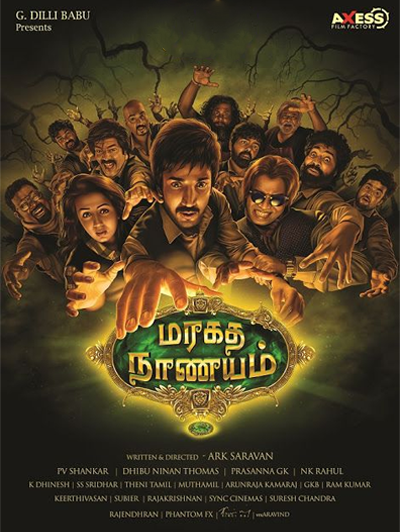 G. DILLI BABU
Presents
AXESS
FILM FACTORY
மரகத
நாணயம்
WRITTEN & DIRECTED - ARK SARAVAN
PV SHANKAR | DHIBU NINAN THOMAS | PRASANNA GK | NK RAHUL
K DHINESH | SS SRIDHAR | THENI TAMIL | MUTHAMIL | ARUNRAJA KAMARAJ | GKB | RAM KUMAR
KEERTHIVASAN | SUBIER | RAJAKRISHNAN | SYNC CINEMAS | SURESH CHANDRA
RAJENDHRAN | PHANTOM FX |